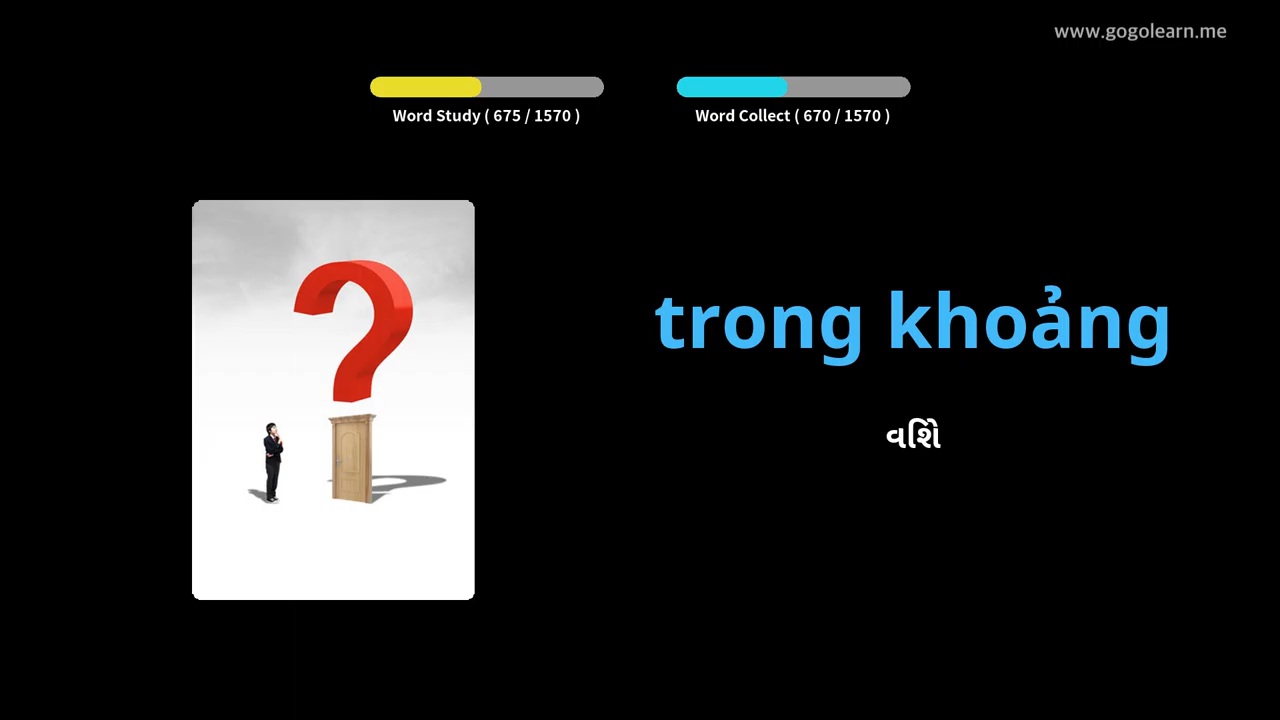 www.gogolearn.me
Word Study ( 675 / 1570 )
Word Collect ( 670 / 1570 )
trong khoảng
વિશે